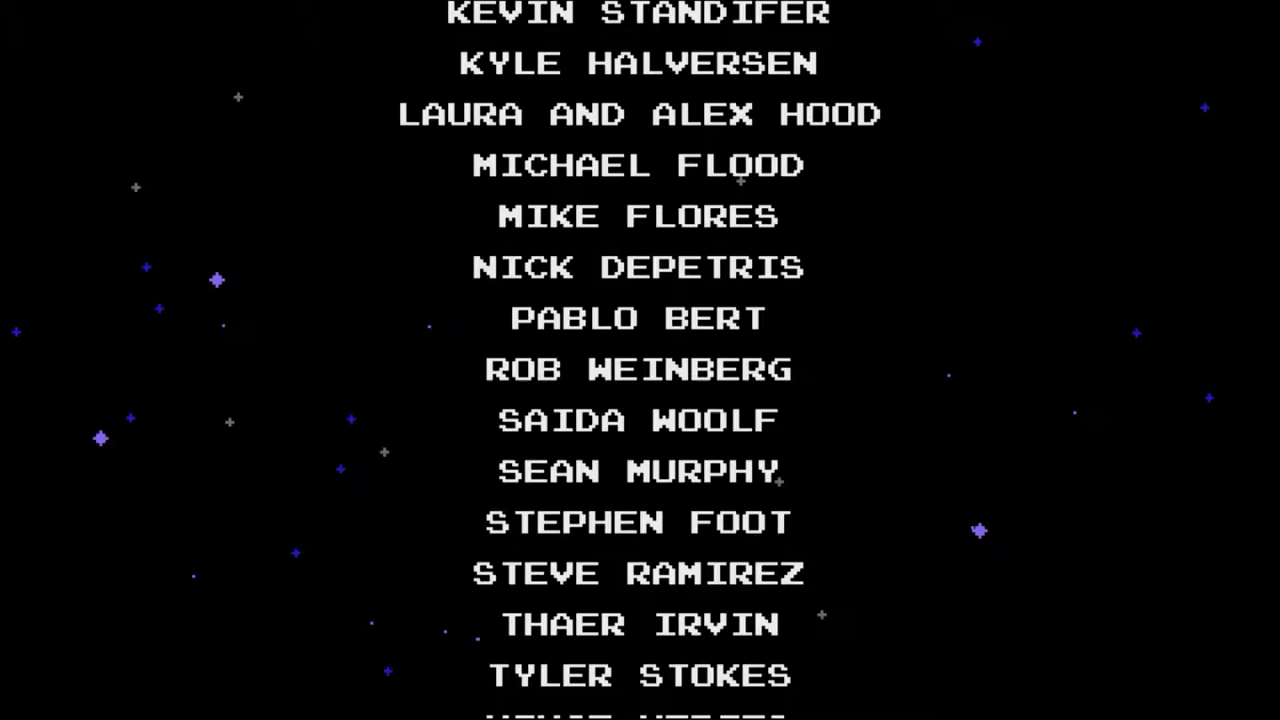 KEVIN STANDIFER
KYLE HALVERSEN
LAURA AND ALEX HOOD
MICHAEL FLOOD
MIKE FLORES
NICK DEPETRIS
PABLO BERT
ROB WEINBERG
SAIDA WOOLF
SEAN MURPHY
STEPHEN FOOT
STEVE RAMIREZ
THAER IRVIN
TYLER STOKES